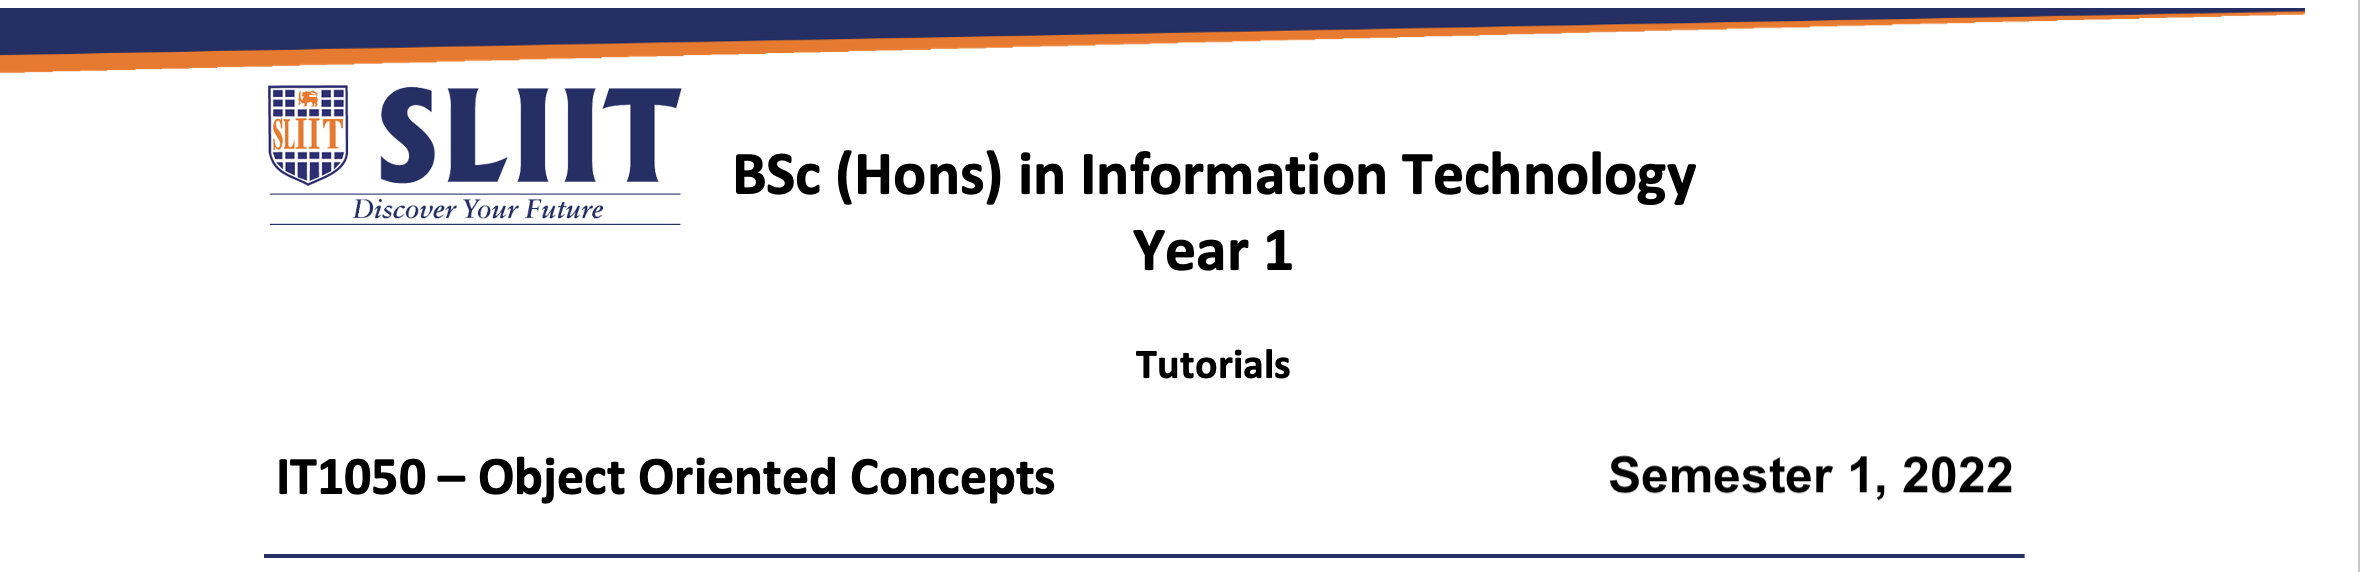 SLIIT
SLIIT
Discover Your Future
BSc (Hons) in Information Technology
Year 1
Tutorials
IT1050 – Object Oriented Concepts
Semester 1, 2022